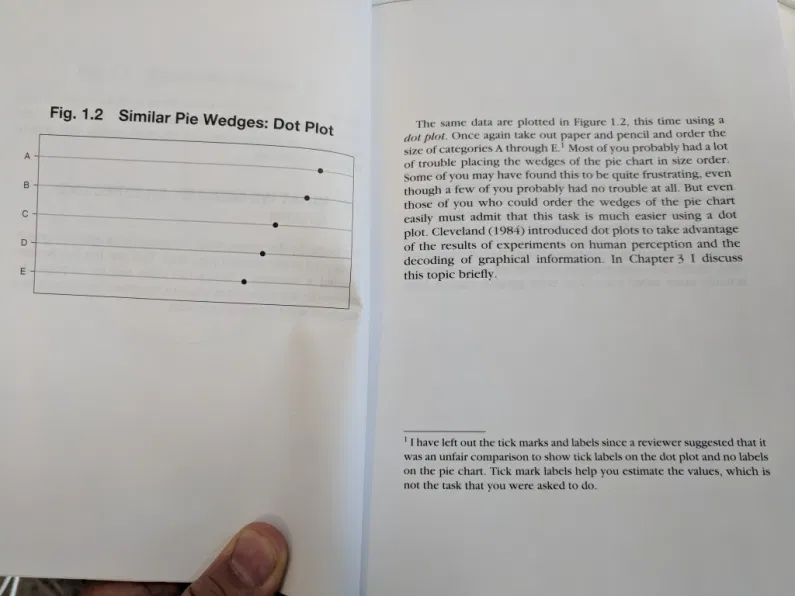 Fig. 1.2 Similar Pie Wedges: Dot Plot
A
B
C
D
E
The same data are plotted in Figure 1.2, this time using a
dot plot. Once again take out paper and pencil and order the
size of categories A through E.¹ Most of you probably had a lot
of trouble placing the wedges of the pie chart in size order.
Some of you may have found this to be quite frustrating, even
though a few of you probably had no trouble at all. But even
those of you who could order the wedges of the pie chart
easily must admit that this task is much easier using a dot
plot. Cleveland (1984) introduced dot plots to take advantage
of the results of experiments on human perception and the
decoding of graphical information. In Chapter 3 I discuss
this topic briefly.
¹ I have left out the tick marks and labels since a reviewer suggested that it
was an unfair comparison to show tick labels on the dot plot and no labels
on the pie chart. Tick mark labels help you estimate the values, which is
not the task that you were asked to do.